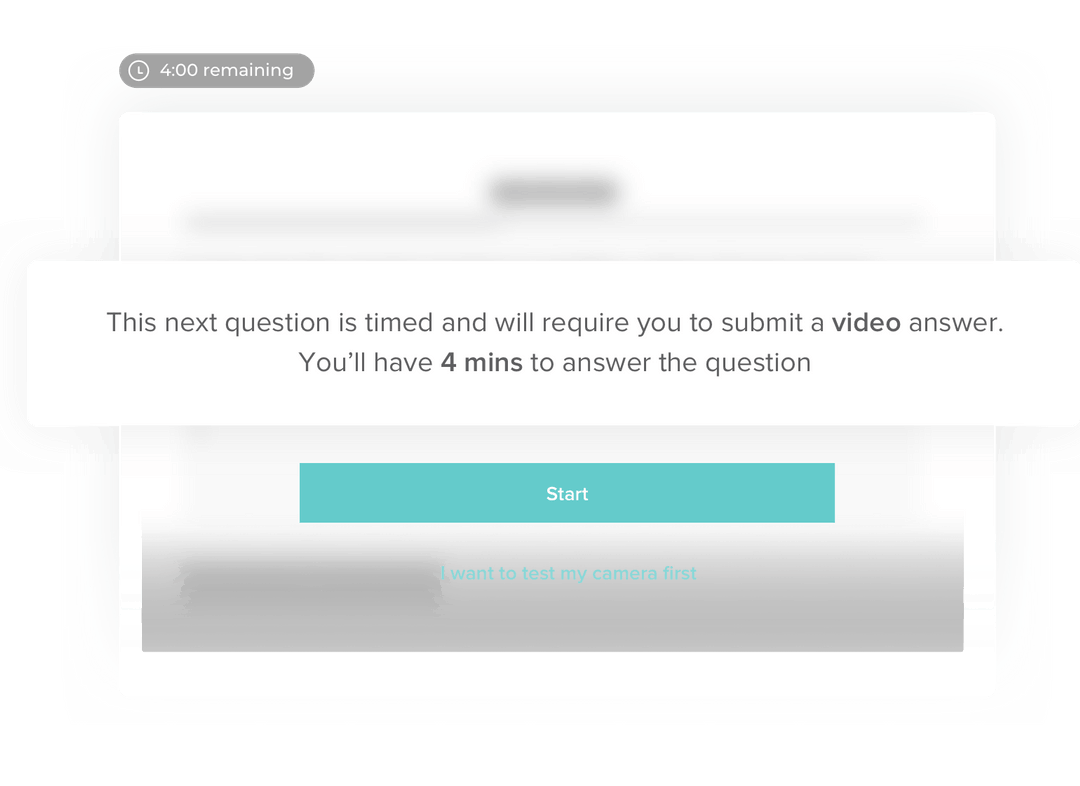 4:00 remaining
This next question is timed and will require you to submit a video answer.
You’ll have 4 mins to answer the question
Start
I want to test my camera first